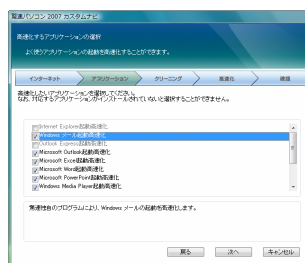 驚速パソコン 2007 カスタムナビ
高速化するアプリケーションの選択
よく使うアプリケーションの起動を高速化することができます。
インターネット
アプリケーション
クリーニング
高速化
確認
高速化したいアプリケーションを選択してください。
なお、対応するアプリケーションがインストールされていないと選択することができません。
Internet Explorer起動高速化
Windows メール起動高速化
Outlook Express起動高速化
Microsoft Outlook起動高速化
Microsoft Excel起動高速化
Microsoft Word起動高速化
Microsoft PowerPoint起動高速化
Windows Media Player起動高速化
驚速独自のプログラムにより、Windows メールの起動を高速化します。
戻る
次へ
キャンセル